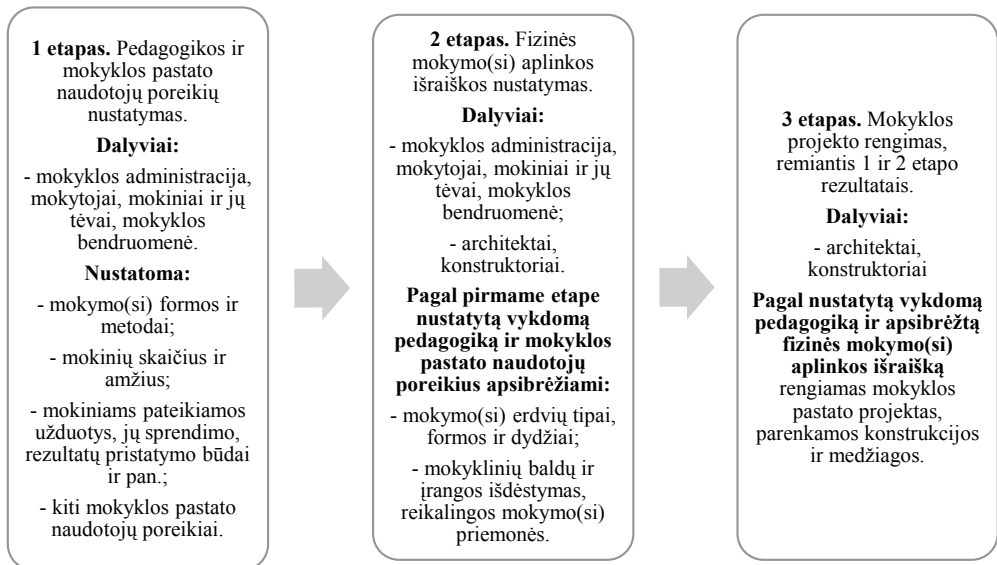 1 etapas. Pedagogikos ir
mokyklos pastato
naudotojų poreikių
nustatymas.
Dalyviai:
- mokyklos administracija,
mokytojai, mokiniai ir jų
tėvai, mokyklos
bendruomenė.
Nustatoma:
- mokymo(si) formos ir
metodai;
- mokinių skaičius ir
amžius;
- mokiniams pateikiamos
užduotys, jų sprendimo,
rezultatų pristatymo būdai
ir pan.;
- kiti mokyklos pastato
naudotojų poreikiai.
2 etapas. Fizinės
mokymo(si) aplinkos
išraiškos nustatymas.
Dalyviai:
- mokyklos administracija,
mokytojai, mokiniai ir jų
tėvai, mokyklos
bendruomenė;
- architektai,
konstruktoriai.
Pagal pirmame etape
nustatytą vykdomą
pedagogiką ir mokyklos
pastato naudotojų
poreikius apsibrėžiami:
- mokymo(si) erdvių tipai,
formos ir dydžiai;
- mokyklinių baldų ir
įrangos išdėstymas,
reikalingos mokymo(si)
priemonės.
3 etapas. Mokyklos
projekto rengimas,
remiantis 1 ir 2 etapo
rezultatais.
Dalyviai:
- architektai,
konstruktoriai
Pagal nustatytą vykdomą
pedagogiką ir apsibrėžtą
fizinės mokymo(si)
aplinkos išraišką
rengiamas mokyklos
pastato projektas,
parenkamos konstrukcijos
ir medžiagos.